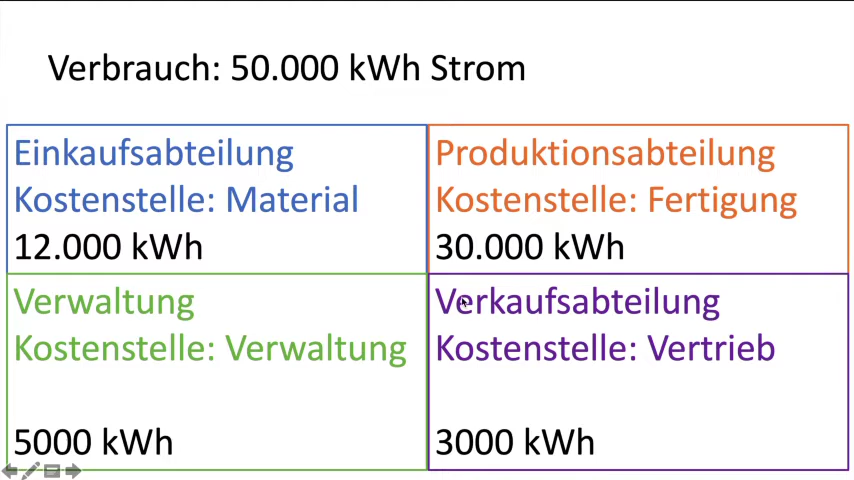 Verbrauch: 50.000 kWh Strom
Einkaufsabteilung
Kostenstelle: Material
12.000 kWh
Produktionsabteilung
Kostenstelle: Fertigung
30.000 kWh
Verwaltung
Kostenstelle: Verwaltung
5000 kWh
Verkaufsabteilung
Kostenstelle: Vertrieb
3000 kWh